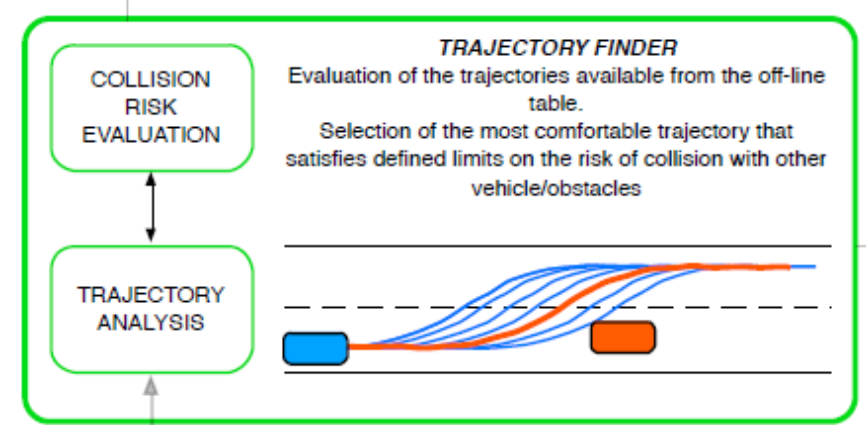 COLLISION
RISK
EVALUATION
TRAJECTORY FINDER
Evaluation of the trajectories available from the off-line
table.
Selection of the most comfortable trajectory that
satisfies defined limits on the risk of collision with other
vehicle/obstacles
TRAJECTORY
ANALYSIS